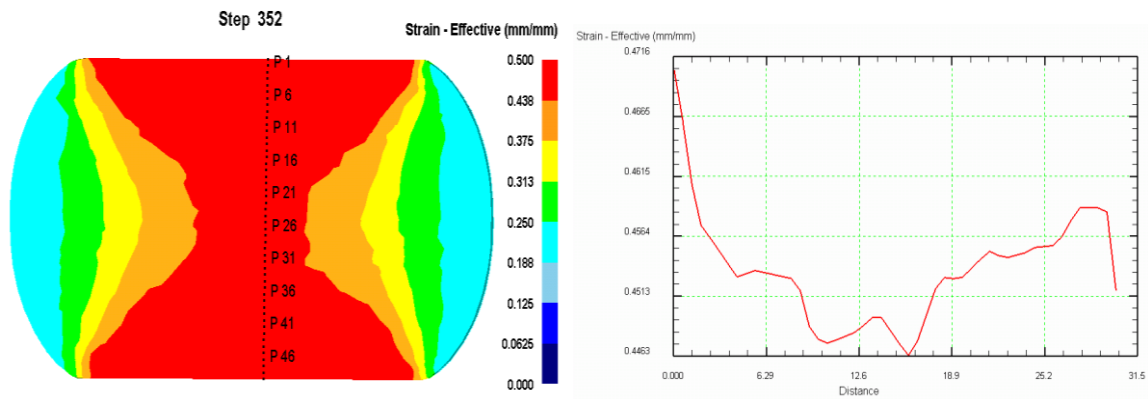 Step 352
Strain - Effective (mm/mm)
P 1
P 6
P 11
P 16
P 21
P 26
P 31
P 36
P 41
P 46
0.500
0.438
0.375
0.313
0.250
0.188
0.125
0.0625
0.000
Strain - Effective (mm/mm)
0.4716
0.4665
0.4615
0.4564
0.4513
0.4463
0.000
6.29
12.6
18.9
25.2
31.5
Distance